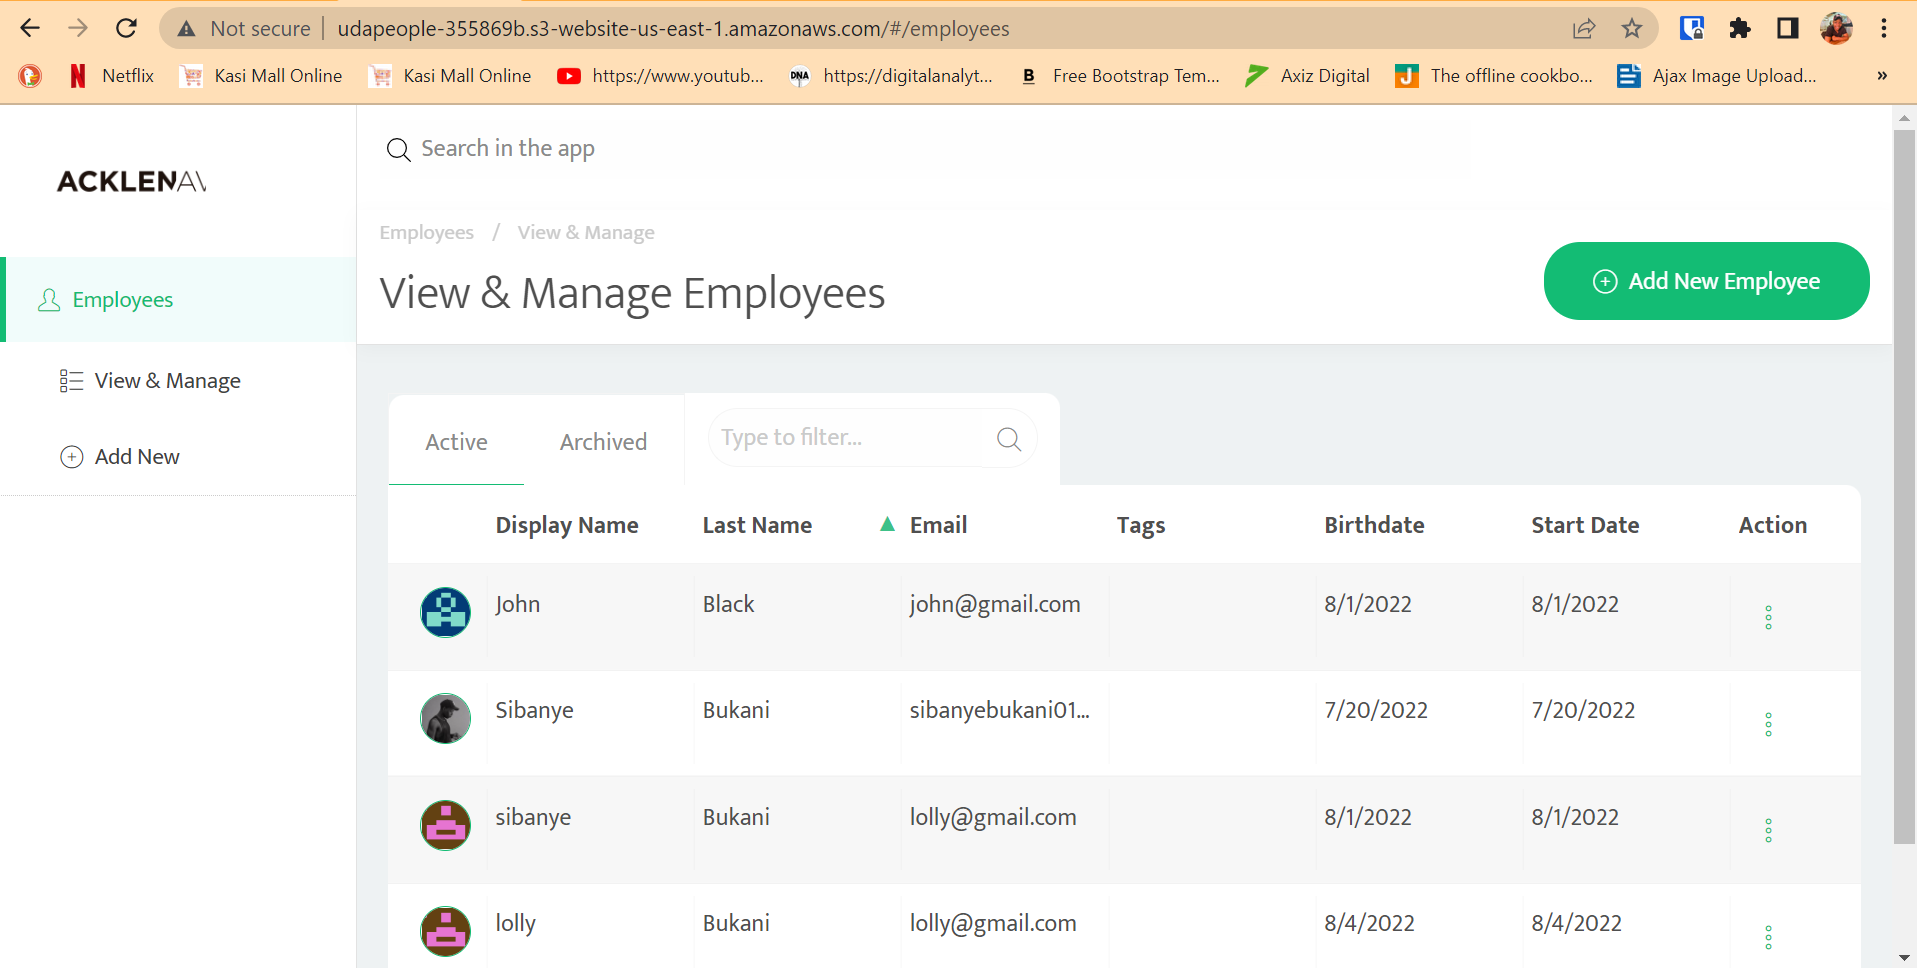 Not secure udapeople-355869b.s3-website-us-east-1.amazonaws.com/#/employees
Netflix Kasi Mall Online Kasi Mall Online https://www.youtub... DNA https://digitalanalyt... B Free Bootstrap Tem... Axiz Digital J The offline cookbo... Ajax Image Upload... »
Search in the app
ACKLENAV
Employees / View & Manage
View & Manage Employees
Add New Employee
Employees
View & Manage
Add New
Active Archived Type to filter...
Display Name Last Name Email Tags Birthdate Start Date Action
John Black john@gmail.com 8/1/2022 8/1/2022
Sibanye Bukani sibanyebukani01... 7/20/2022 7/20/2022
sibanye Bukani lolly@gmail.com 8/1/2022 8/1/2022
lolly Bukani lolly@gmail.com 8/4/2022 8/4/2022